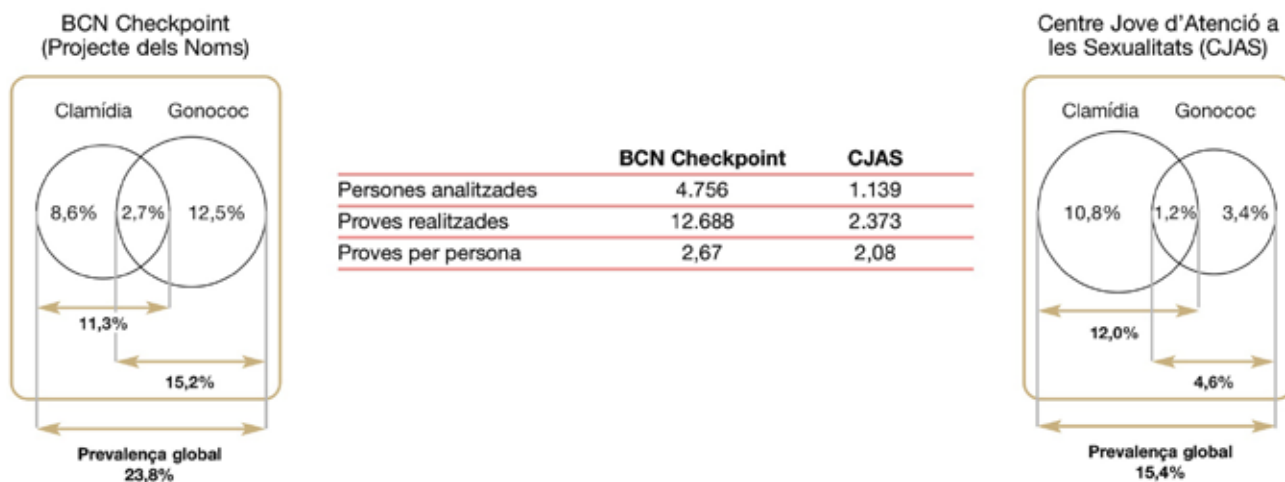 BCN Checkpoint
(Projecte dels Noms)
Clamídia Gonococ
8,6% 2,7% 12,5%
11,3%
15,2%
Prevalença global
23,8%
BCN Checkpoint CJAS
Persones analitzades 4.756 1.139
Proves realitzades 12.688 2.373
Proves per persona 2,67 2,08
Centre Jove d'Atenció a
les Sexualitats (CJAS)
Clamídia Gonococ
10,8% 1,2% 3,4%
12,0%
4,6%
Prevalença global
15,4%